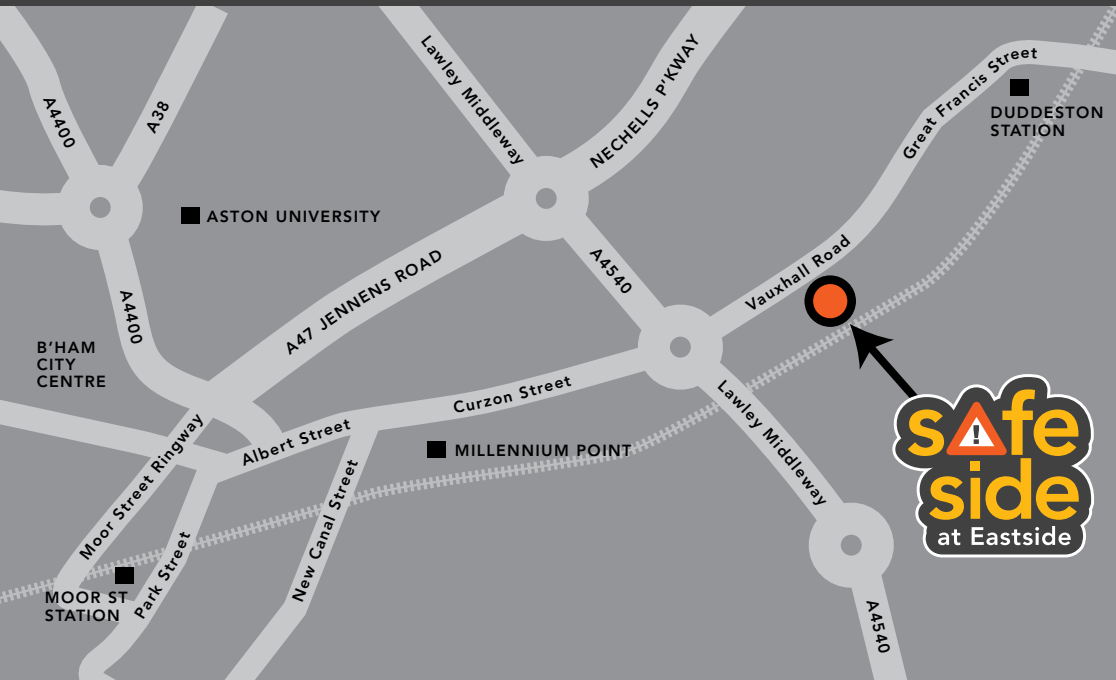 Lawley Middleway
NECHELLS P'KWAY
Great Francis Street
A4400
A38
DUDDESTON
STATION
ASTON UNIVERSITY
A47 JENNENS ROAD
A4540
Vauxhall Road
A4400
B'HAM
CITY
CENTRE
Curzon Street
Lawley Middleway
Albert Street
Moor Street Ringway
MILLENNIUM POINT
safe
side
at Eastside
New Canal Street
Park Street
MOOR ST
STATION
A4540